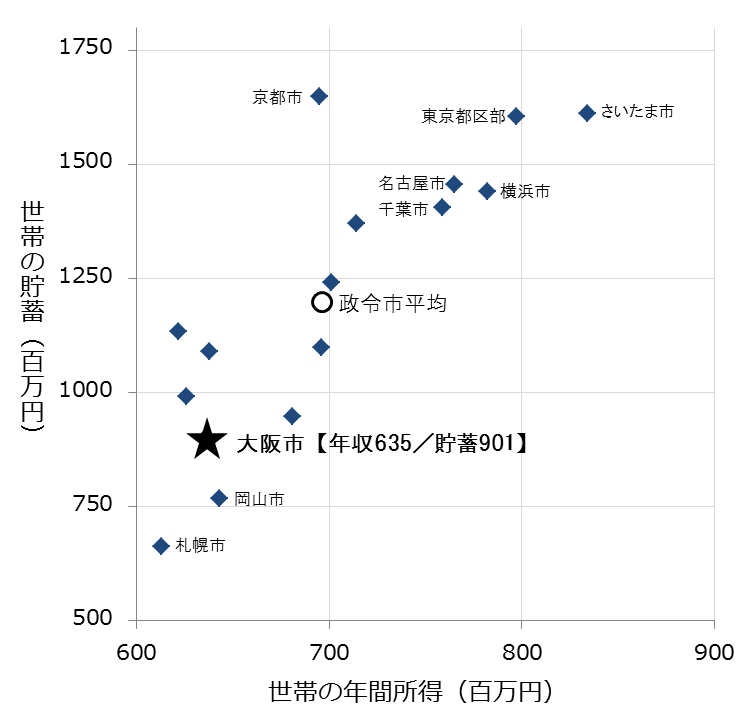 1750
1500
1250
1000
750
500
世帯の貯蓄（百万円）
京都市
東京都区部
さいたま市
名古屋市
横浜市
千葉市
政令市平均
大阪市【年収635／貯蓄901】
岡山市
札幌市
600
700
800
900
世帯の年間所得（百万円）